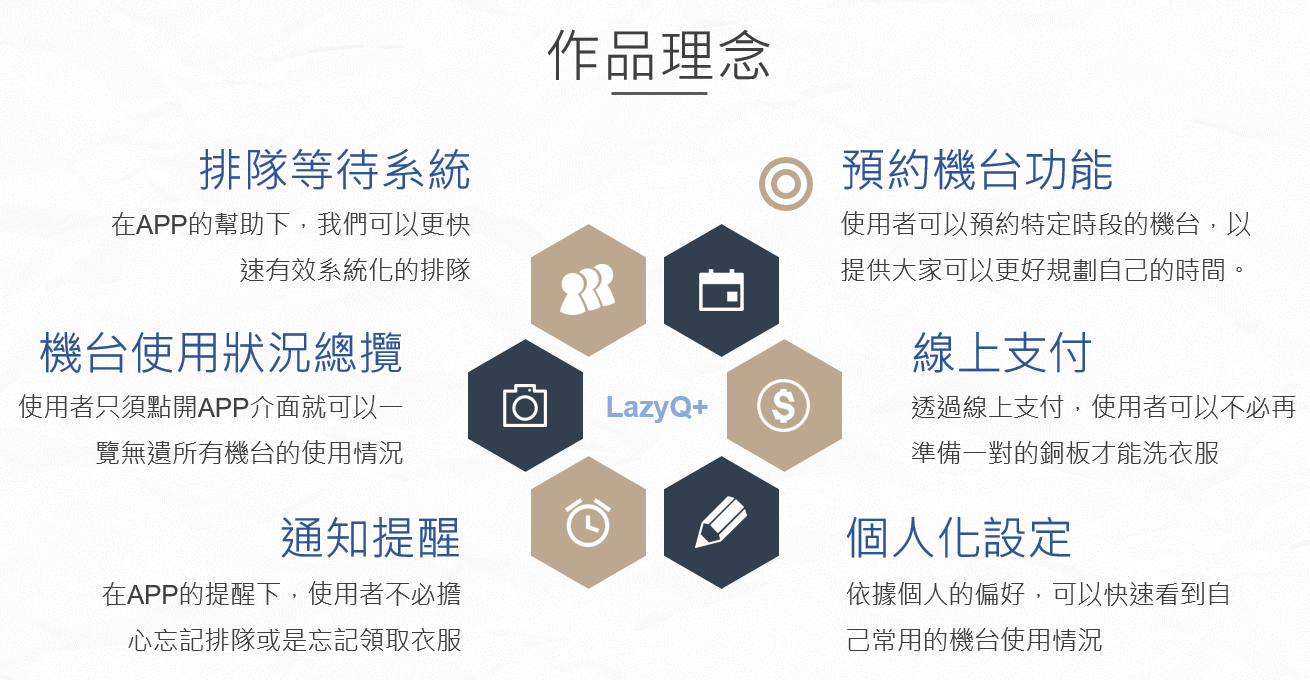 作品理念
排隊等待系統
在APP的幫助下，我們可以更快
速有效系統化的排隊
預約機台功能
使用者可以預約特定時段的機台，以
提供大家可以更好規劃自己的時間。
機台使用狀況總攬
使用者只須點開APP介面就可以一
覽無遺所有機台的使用情況
LazyQ+
線上支付
透過線上支付，使用者可以不必再
準備一對的銅板才能洗衣服
通知提醒
在APP的提醒下，使用者不必擔
心忘記排隊或是忘記領取衣服
個人化設定
依據個人的偏好，可以快速看到自
己常用的機台使用情況